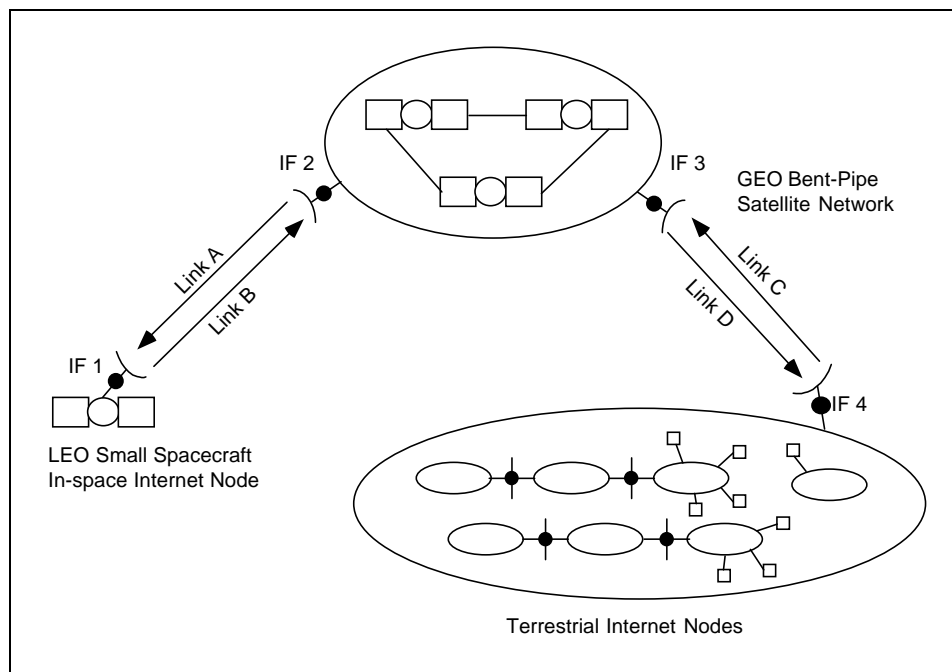 IF 2
IF 3
GEO Bent-Pipe
Satellite Network
Link A
Link B
Link C
Link D
IF 1
IF 4
LEO Small Spacecraft
In-space Internet Node
Terrestrial Internet Nodes